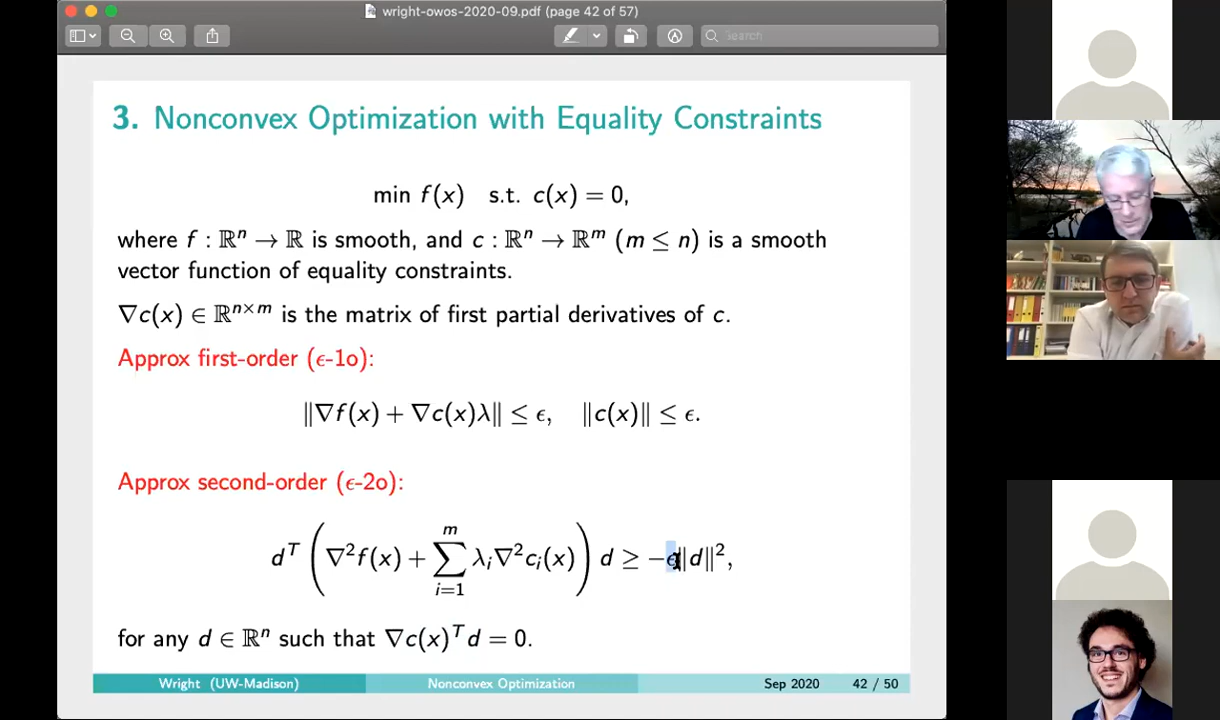 wright-owos-2020-09.pdf (page 42 of 57)
Search
3. Nonconvex Optimization with Equality Constraints
min f(x) s.t. c(x) = 0,
where f : ℝⁿ → ℝ is smooth, and c : ℝⁿ → ℝᵐ (m ≤ n) is a smooth
vector function of equality constraints.
∇c(x) ∈ ℝⁿˣᵐ is the matrix of first partial derivatives of c.
Approx first-order (ϵ-1o):
‖∇f(x) + ∇c(x)λ‖ ≤ ϵ, ‖c(x)‖ ≤ ϵ.
Approx second-order (ϵ-2o):
dᵀ (∇²f(x) + ∑ᵢ₌₁ᵐ λᵢ∇²cᵢ(x)) d ≥ −ϵ‖d‖²,
for any d ∈ ℝⁿ such that ∇c(x)ᵀd = 0.
Wright (UW-Madison) Nonconvex Optimization Sep 2020 42 / 50